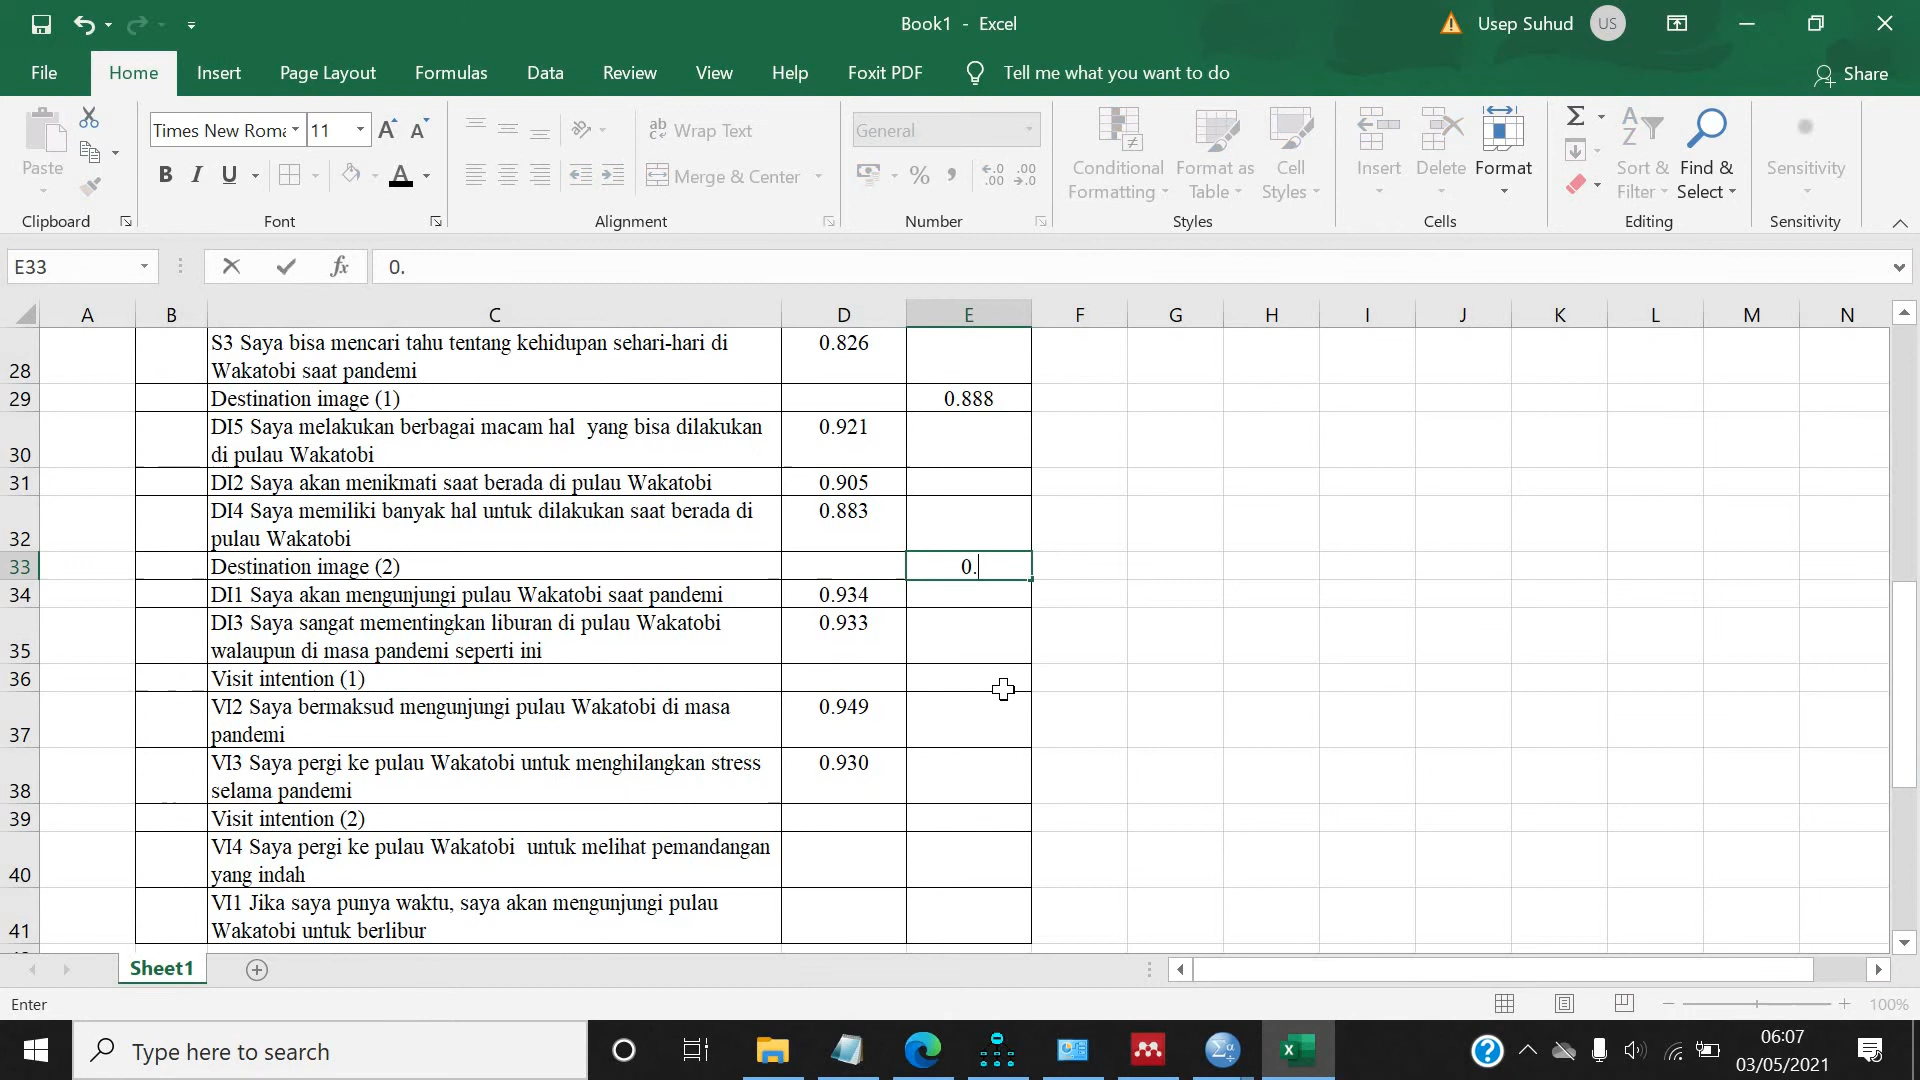 Book1 - Excel
Usep Suhud
US
File
Home
Insert
Page Layout
Formulas
Data
Review
View
Help
Foxit PDF
Tell me what you want to do
Share
Paste
Clipboard
Times New Roma
11
B I U
Font
ab Wrap Text
Merge & Center
Alignment
General
Number
Conditional Formatting
Format as Table
Cell Styles
Styles
Insert
Delete
Format
Cells
Sort & Filter
Find & Select
Editing
Sensitivity
Sensitivity
E33
fx
0.
A B C D E F G H I J K L M N
28 S3 Saya bisa mencari tahu tentang kehidupan sehari-hari di 0.826
Wakatobi saat pandemi
29 Destination image (1) 0.888
30 DI5 Saya melakukan berbagai macam hal  yang bisa dilakukan 0.921
di pulau Wakatobi
31 DI2 Saya akan menikmati saat berada di pulau Wakatobi 0.905
32 DI4 Saya memiliki banyak hal untuk dilakukan saat berada di 0.883
pulau Wakatobi
33 Destination image (2) 0.
34 DI1 Saya akan mengunjungi pulau Wakatobi saat pandemi 0.934
35 DI3 Saya sangat mementingkan liburan di pulau Wakatobi 0.933
walaupun di masa pandemi seperti ini
36 Visit intention (1)
37 VI2 Saya bermaksud mengunjungi pulau Wakatobi di masa 0.949
pandemi
38 VI3 Saya pergi ke pulau Wakatobi untuk menghilangkan stress 0.930
selama pandemi
39 Visit intention (2)
40 VI4 Saya pergi ke pulau Wakatobi  untuk melihat pemandangan
yang indah
41 VI1 Jika saya punya waktu, saya akan mengunjungi pulau
Wakatobi untuk berlibur
Sheet1
Enter
100%
Type here to search
06:07
03/05/2021